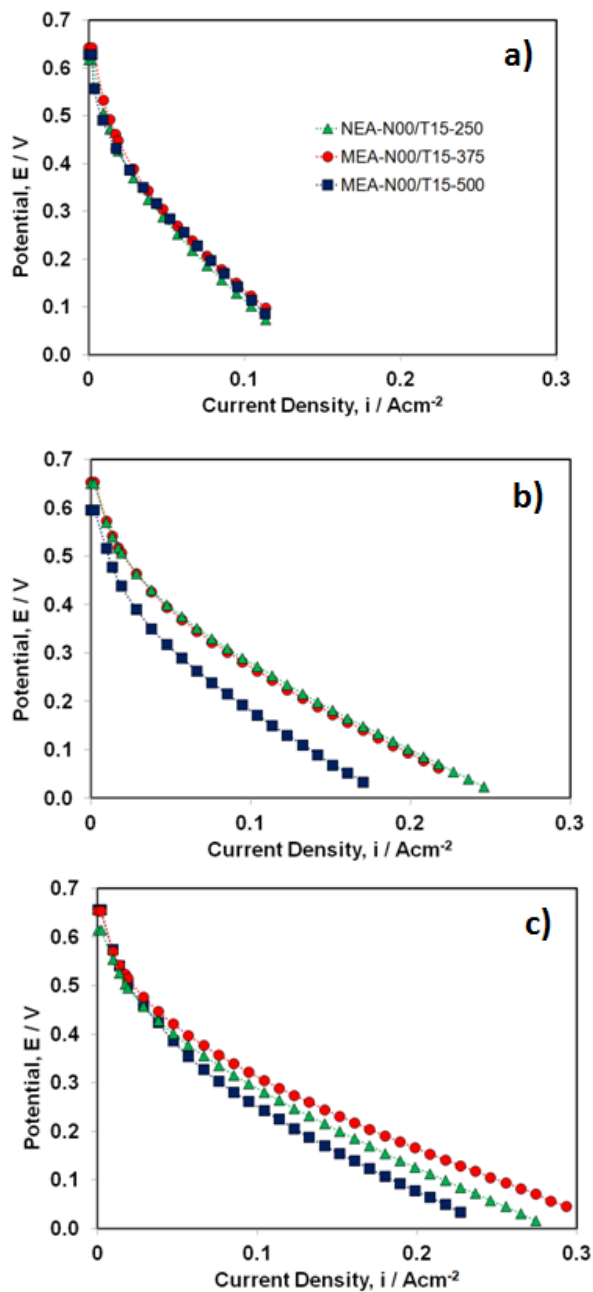 a)
0.7
0.6
0.5
0.4
0.3
0.2
0.1
0.0
Potential, E / V
NEA-N00/T15-250
MEA-N00/T15-375
MEA-N00/T15-500
0 0.1 0.2 0.3
Current Density, i / Acm-2
b)
0.7
0.6
0.5
0.4
0.3
0.2
0.1
0.0
Potential, E / V
0 0.1 0.2 0.3
Current Density, i / Acm-2
c)
0.7
0.6
0.5
0.4
0.3
0.2
0.1
0.0
Potential, E / V
0 0.1 0.2 0.3
Current Density, i / Acm-2